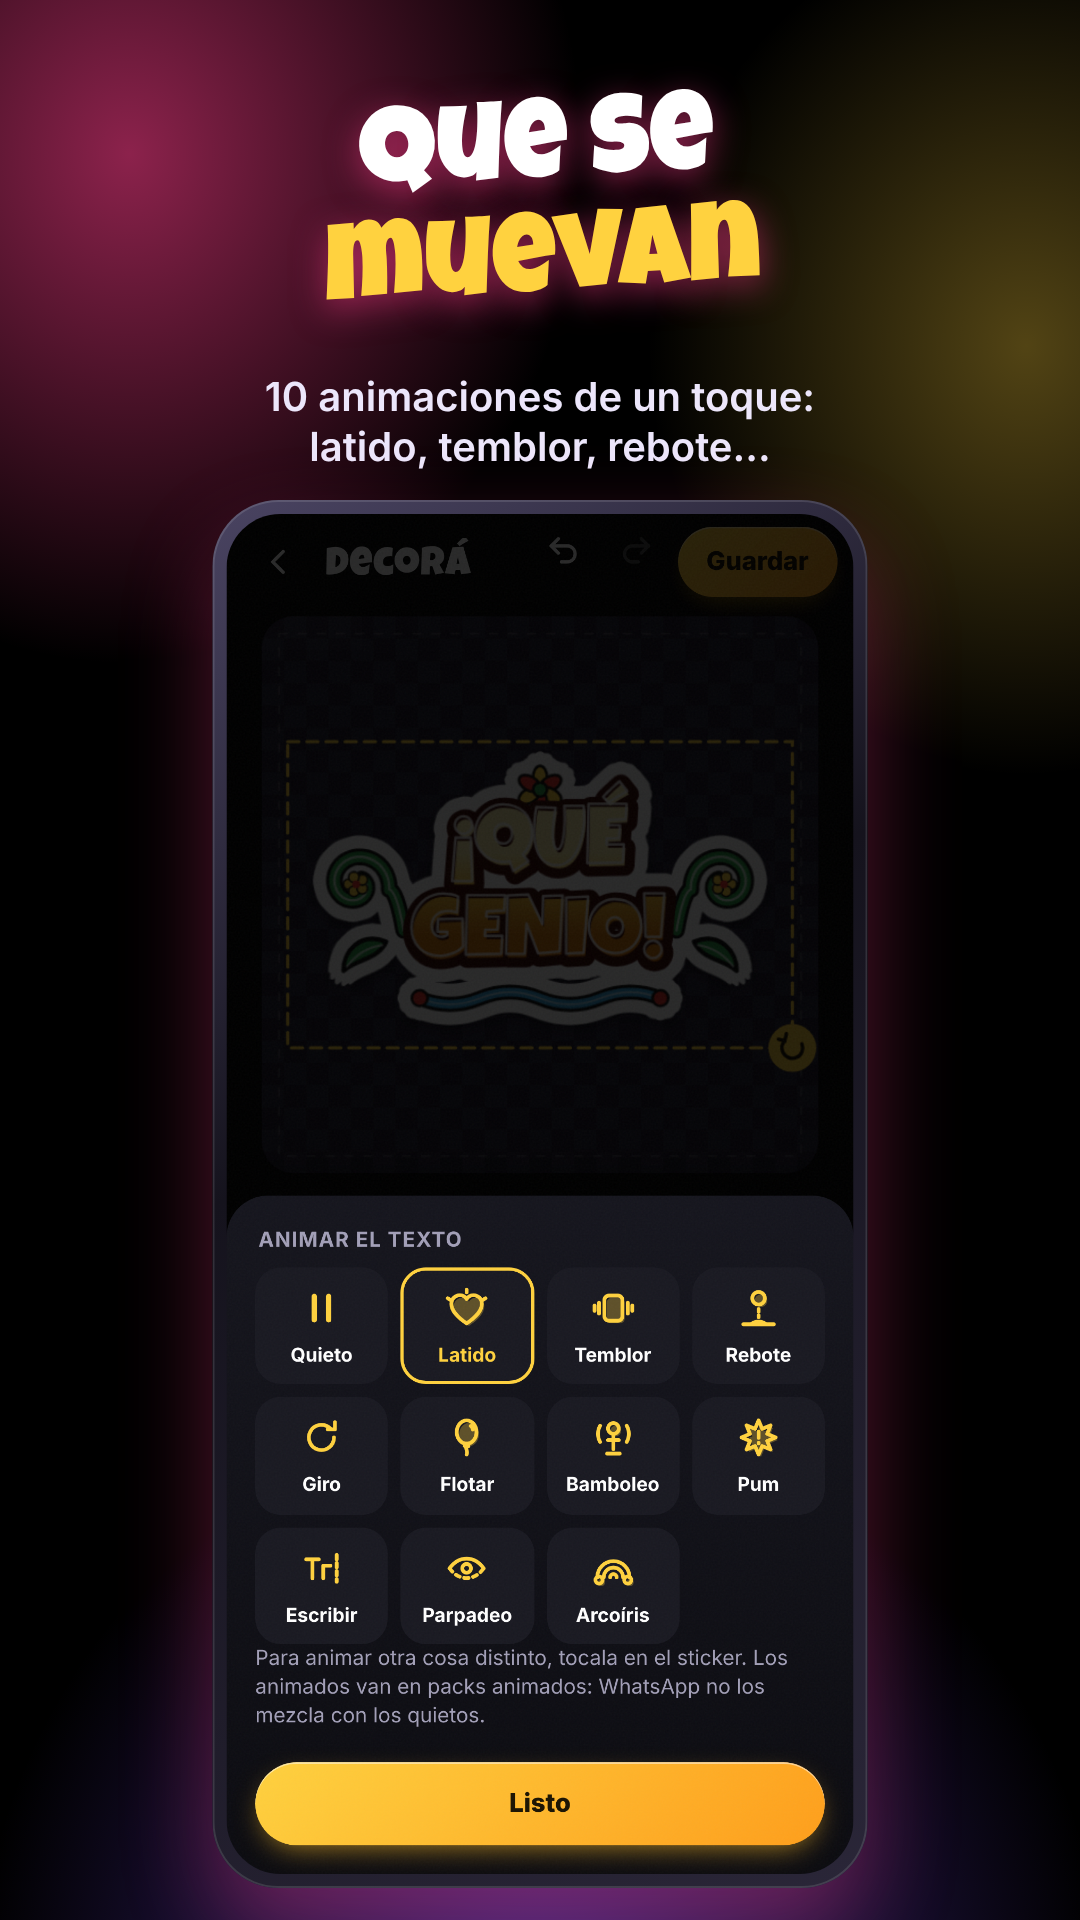 Que se
muevan
10 animaciones de un toque:
latido, temblor, rebote...
Decorá
Guardar
¡QUÉ
GENIO!
ANIMAR EL TEXTO
Quieto
Latido
Temblor
Rebote
Giro
Flotar
Bamboleo
Pum
Escribir
Parpadeo
Arcoíris
Para animar otra cosa distinto, tocala en el sticker. Los
animados van en packs animados: WhatsApp no los
mezcla con los quietos.
Listo